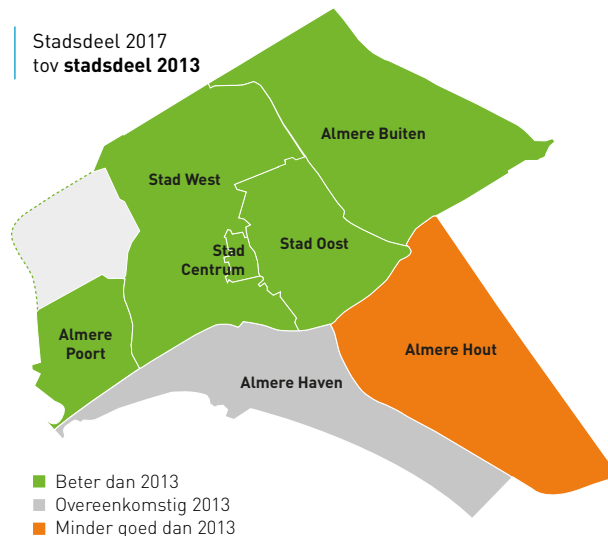 Stadsdeel 2017
tov stadsdeel 2013
Almere Buiten
Stad West
Stad Oost
Stad
Centrum
Almere
Poort
Almere Hout
Almere Haven
Beter dan 2013
Overeenkomstig 2013
Minder goed dan 2013